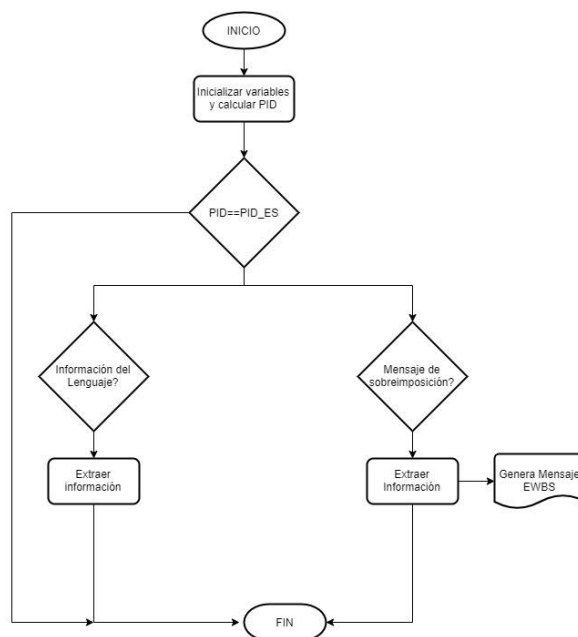 INICIO
Inicializar variables
y calcular PID
PID==PID_ES
Información del
Lenguaje?
Mensaje de
sobreimposición?
Extraer
información
Extraer
Información
Genera Mensaje
EWBS
FIN